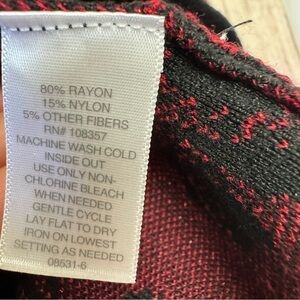 80% RAYON
15% NYLON
5% OTHER FIBERS
RN# 108357
MACHINE WASH COLD
INSIDE OUT
USE ONLY NON-
CHLORINE BLEACH
WHEN NEEDED
GENTLE CYCLE
LAY FLAT TO DRY
IRON ON LOWEST
SETTING AS NEEDED
08531-6